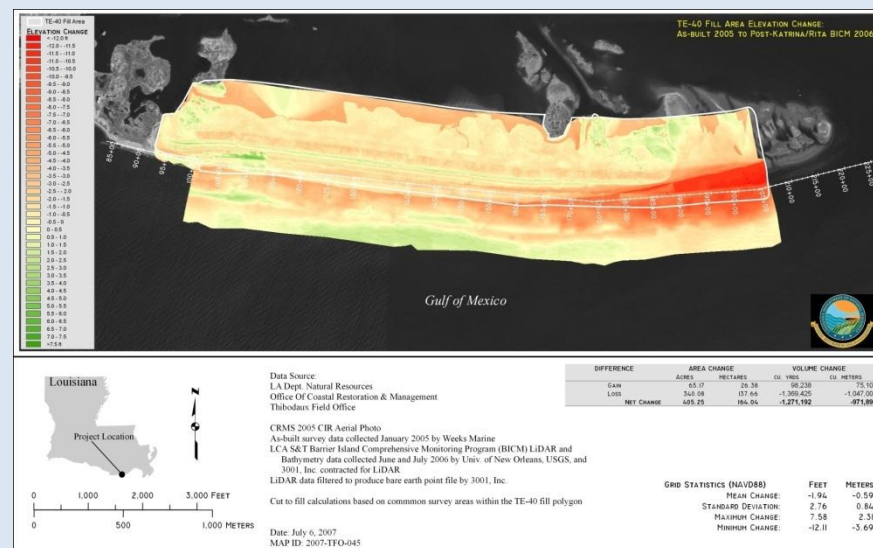 TE-40 Fill Area
ELEVATION CHANGE
< -12.0 ft
-12.0 - -11.5
-11.5 - -11.0
-11.0 - -10.5
-10.5 - -10.0
-10.0 - -9.5
-9.5 - -9.0
-9.0 - -8.5
-8.5 - -8.0
-8.0 - -7.5
-7.5 - -7.0
-7.0 - -6.5
-6.5 - -6.0
-6.0 - -5.5
-5.5 - -5.0
-5.0 - -4.5
-4.5 - -4.0
-4.0 - -3.5
-3.5 - -3.0
-3.0 - -2.5
-2.5 - -2.0
-2.0 - -1.5
-1.5 - -1.0
-1.0 - -0.5
-0.5 - 0
0 - 0.5
0.5 - 1.0
1.0 - 1.5
1.5 - 2.0
2.0 - 2.5
2.5 - 3.0
3.0 - 3.5
3.5 - 4.0
4.0 - 4.5
4.5 - 5.0
5.0 - 5.5
5.5 - 6.0
6.0 - 6.5
6.5 - 7.0
7.0 - 7.5
>7.5 ft
TE-40 FILL AREA ELEVATION CHANGE:
AS-BUILT 2005 TO POST-KATRINA/RITA BICM 2006
85+00
90+00
95+00
100+00
210+00
215+00
220+00
225+00
Gulf of Mexico
Louisiana
Project Location
N
0 1,000 2,000 3,000 FEET
0 500 1,000 METERS
Data Source:
LA Dept. Natural Resources
Office Of Coastal Restoration & Management
Thibodaux Field Office
CRMS 2005 CIR Aerial Photo
As-built survey data collected January 2005 by Weeks Marine
LCA S&T Barrier Island Comprehensive Monitoring Program (BICM) LiDAR and
Bathymetry data collected June and July 2006 by Univ. of New Orleans, USGS, and
3001, Inc. contracted for LiDAR
LiDAR data filtered to produce bare earth point file by 3001, Inc.
Cut to fill calculations based on commmon survey areas within the TE-40 fill polygon
Date: July 6, 2007
MAP ID: 2007-TFO-045
DIFFERENCE AREA CHANGE VOLUME CHANGE
ACRES HECTARES CU. YRDS CU. METERS
GAIN 65.17 26.38 98,238 75,10
LOSS 340.08 137.66 -1,369,425 -1,047,00
NET CHANGE 405.25 164.04 -1,271,192 -971,89
GRID STATISTICS (NAVD88) FEET METERS
MEAN CHANGE: -1.94 -0.59
STANDARD DEVIATION: 2.76 0.84
MAXIMUM CHANGE: 7.58 2.31
MINIMUM CHANGE: -12.11 -3.69